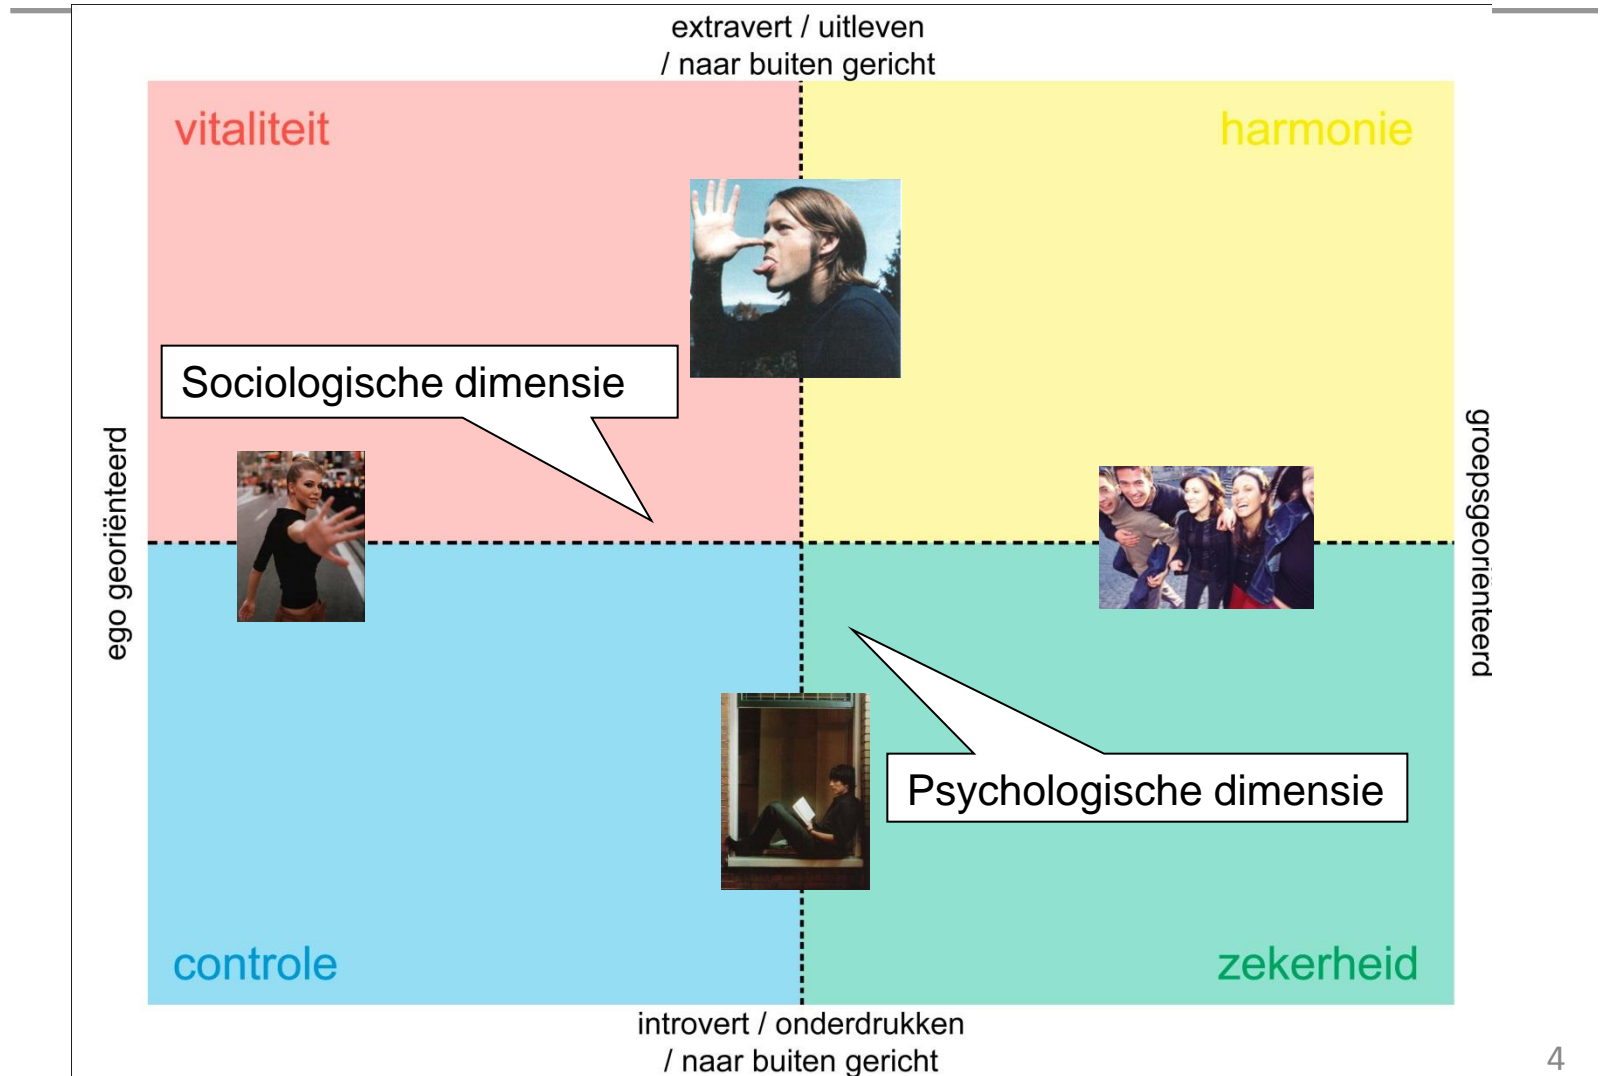 extravert / uitleven
/ naar buiten gericht
vitaliteit
harmonie
Sociologische dimensie
ego georiënteerd
groepsgeoriënteerd
Psychologische dimensie
controle
zekerheid
introvert / onderdrukken
/ naar buiten gericht
4